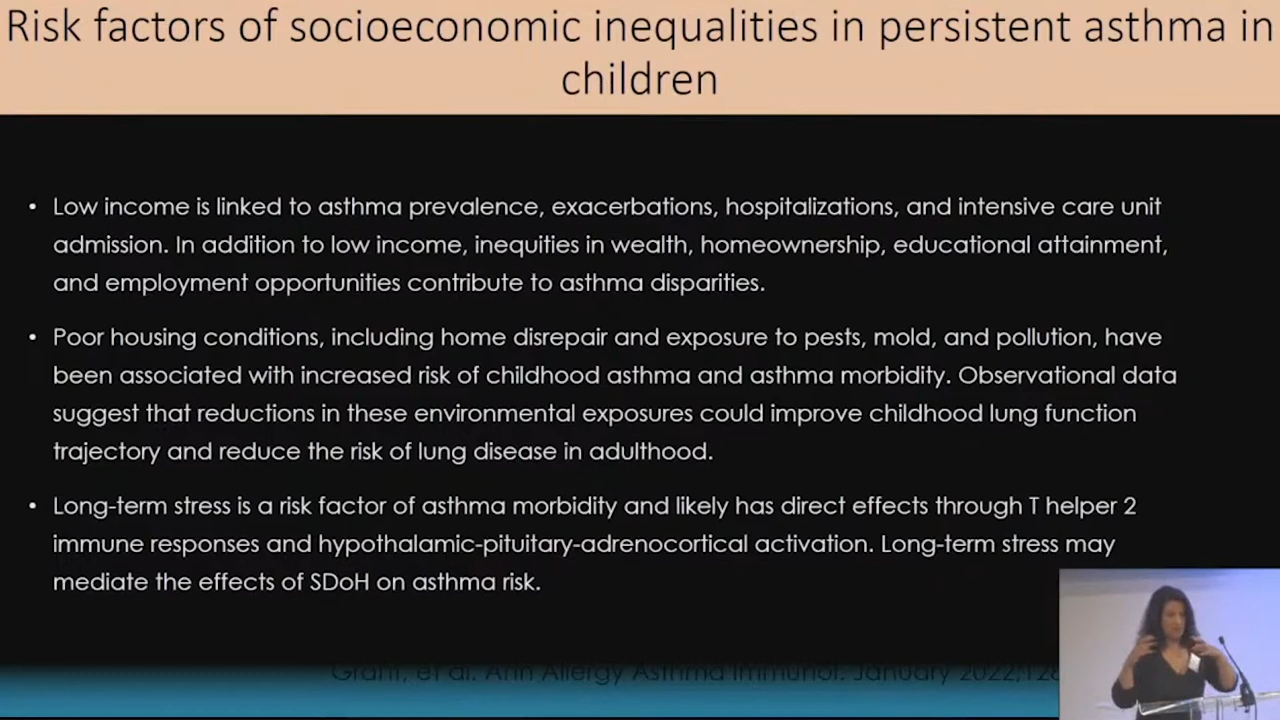 Risk factors of socioeconomic inequalities in persistent asthma in
children
• Low income is linked to asthma prevalence, exacerbations, hospitalizations, and intensive care unit
admission. In addition to low income, inequities in wealth, homeownership, educational attainment,
and employment opportunities contribute to asthma disparities.
• Poor housing conditions, including home disrepair and exposure to pests, mold, and pollution, have
been associated with increased risk of childhood asthma and asthma morbidity. Observational data
suggest that reductions in these environmental exposures could improve childhood lung function
trajectory and reduce the risk of lung disease in adulthood.
• Long-term stress is a risk factor of asthma morbidity and likely has direct effects through T helper 2
immune responses and hypothalamic-pituitary-adrenocortical activation. Long-term stress may
mediate the effects of SDoH on asthma risk.
et al. Ann Allergy Asthma Immunol. January 2022;